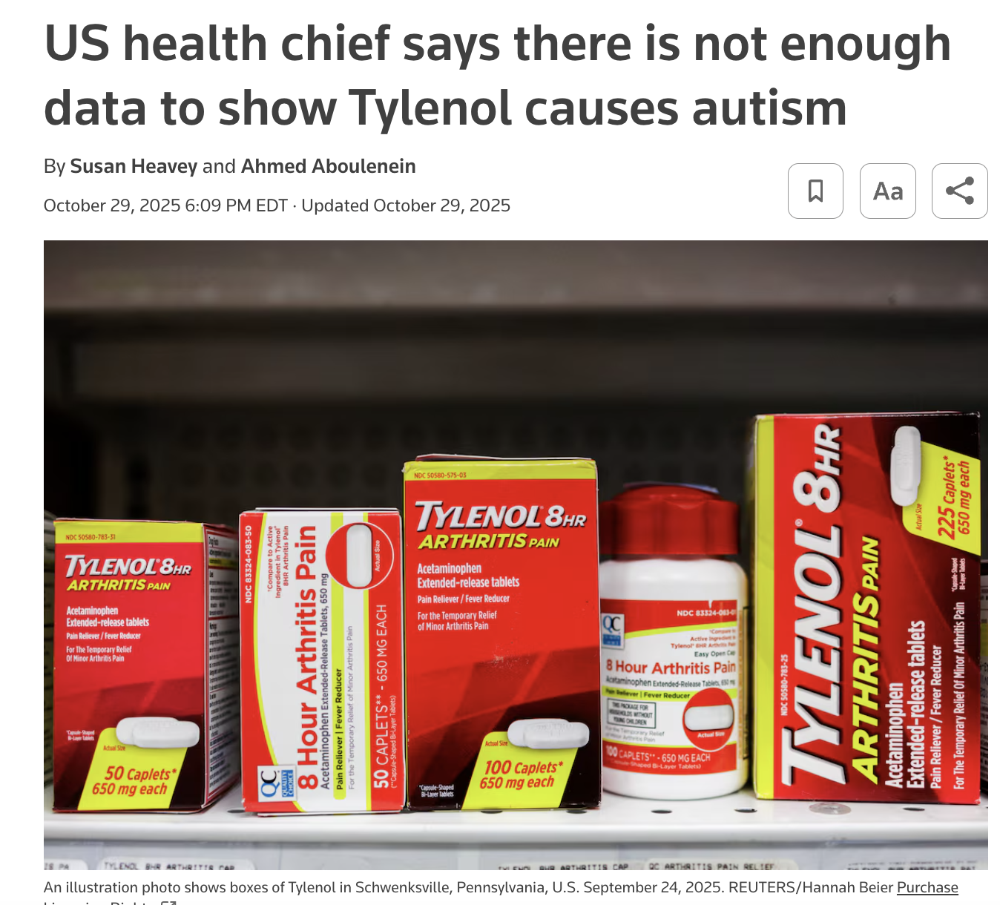 US health chief says there is not enough
data to show Tylenol causes autism
By Susan Heavey and Ahmed Aboulenein
October 29, 2025 6:09 PM EDT · Updated October 29, 2025
Aa
NDC 50580-783-31
TYLENOL® 8HR
ARTHRITIS PAIN
Acetaminophen
Extended-release tablets
Pain Reliever / Fever Reducer
For The Temporary Relief
Of Minor Arthritis Pain
*Capsule-Shaped
Bi-Layer Tablets
Actual Size
50 Caplets*
650 mg each
NDC 83324-083-50
*Compare to Active
Ingredient in Tylenol®
8HR Arthritis Pain
8 Hour Arthritis Pain
Acetaminophen Extended-Release Tablets, 650 mg
Pain Reliever | Fever Reducer
For the Temporary Relief of Minor Arthritis Pain
Actual Size
50 CAPLETS** - 650 MG EACH
(**Capsule-Shaped Bi-Layer Tablets)
QC
QUALITY
CHOICE
NDC 50580-575-03
TYLENOL® 8HR
ARTHRITIS PAIN
Acetaminophen
Extended-release tablets
Pain Reliever / Fever Reducer
For the Temporary Relief
of Minor Arthritis Pain
Actual Size
100 Caplets*
650 mg each
*Capsule-Shaped
Bi-Layer Tablets
QC
NDC 83324-083-01
*Compare to
Active Ingredient in
Tylenol® 8HR Arthritis Pain
Easy Open Cap
8 Hour Arthritis Pain
Acetaminophen Extended-Release Tablets, 650 mg
Pain Reliever | Fever Reducer
THIS PACKAGE FOR
HOUSEHOLDS WITHOUT
YOUNG CHILDREN
For the Temporary Relief
of Minor Arthritis Pain
Actual Size
100 CAPLETS** - 650 MG EACH
Capsule-Shaped Bi-Layer Tablets)
NDC 50580-783-25
TYLENOL® 8HR
ARTHRITIS PAIN
Acetaminophen
Extended-release tablets
Pain Reliever / Fever Reducer
For The Temporary Relief Of Minor Arthritis Pain
*Capsule-Shaped
Bi-Layer Tablets
Actual Size
225 Caplets*
650 mg each
TYLENOL 8HR ARTHRITIS CAP
TYLENOL 8HR ARTHRITIS CAP
QC ARTHRITIS PAIN RELIEF
An illustration photo shows boxes of Tylenol in Schwenksville, Pennsylvania, U.S. September 24, 2025. REUTERS/Hannah Beier Purchase